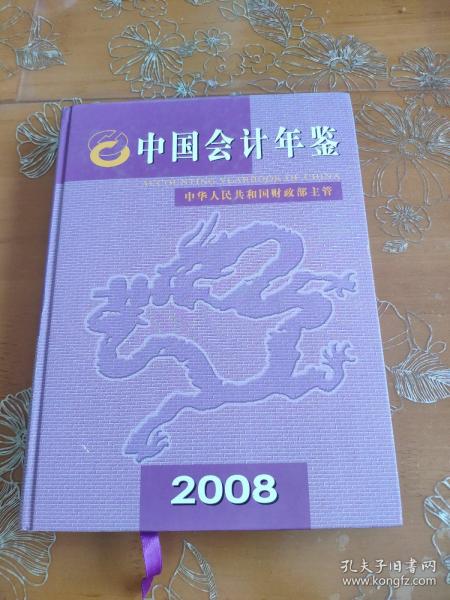 中国会计年鉴
ACCOUNTING YEARBOOK OF CHINA
中华人民共和国财政部主管
2008
孔夫子旧书网
www.kongfz.com